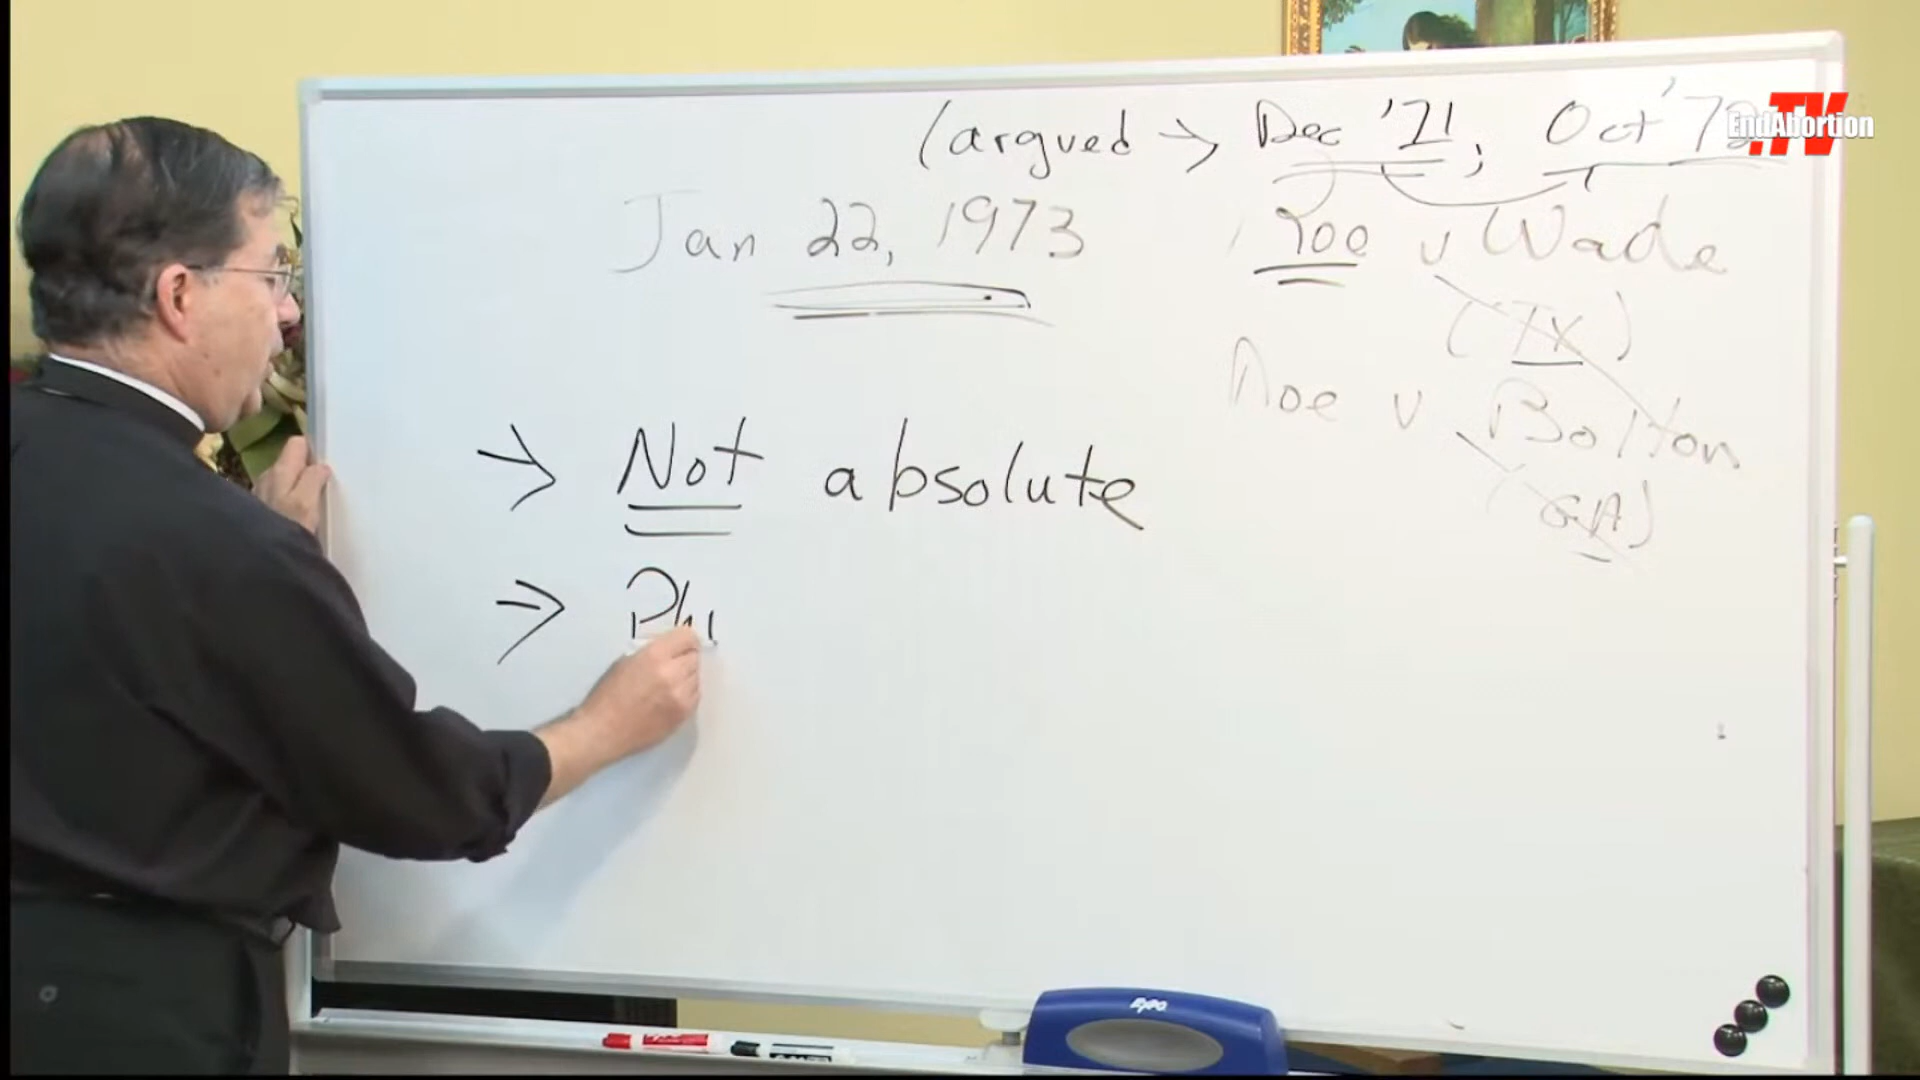 (argued → Dec '71, Oct '72
EndAbortion
.TV
Jan 22, 1973
Roe v Wade
(TX)
Doe v Bolton
(GA)
→ Not absolute
→ Ph
Expo